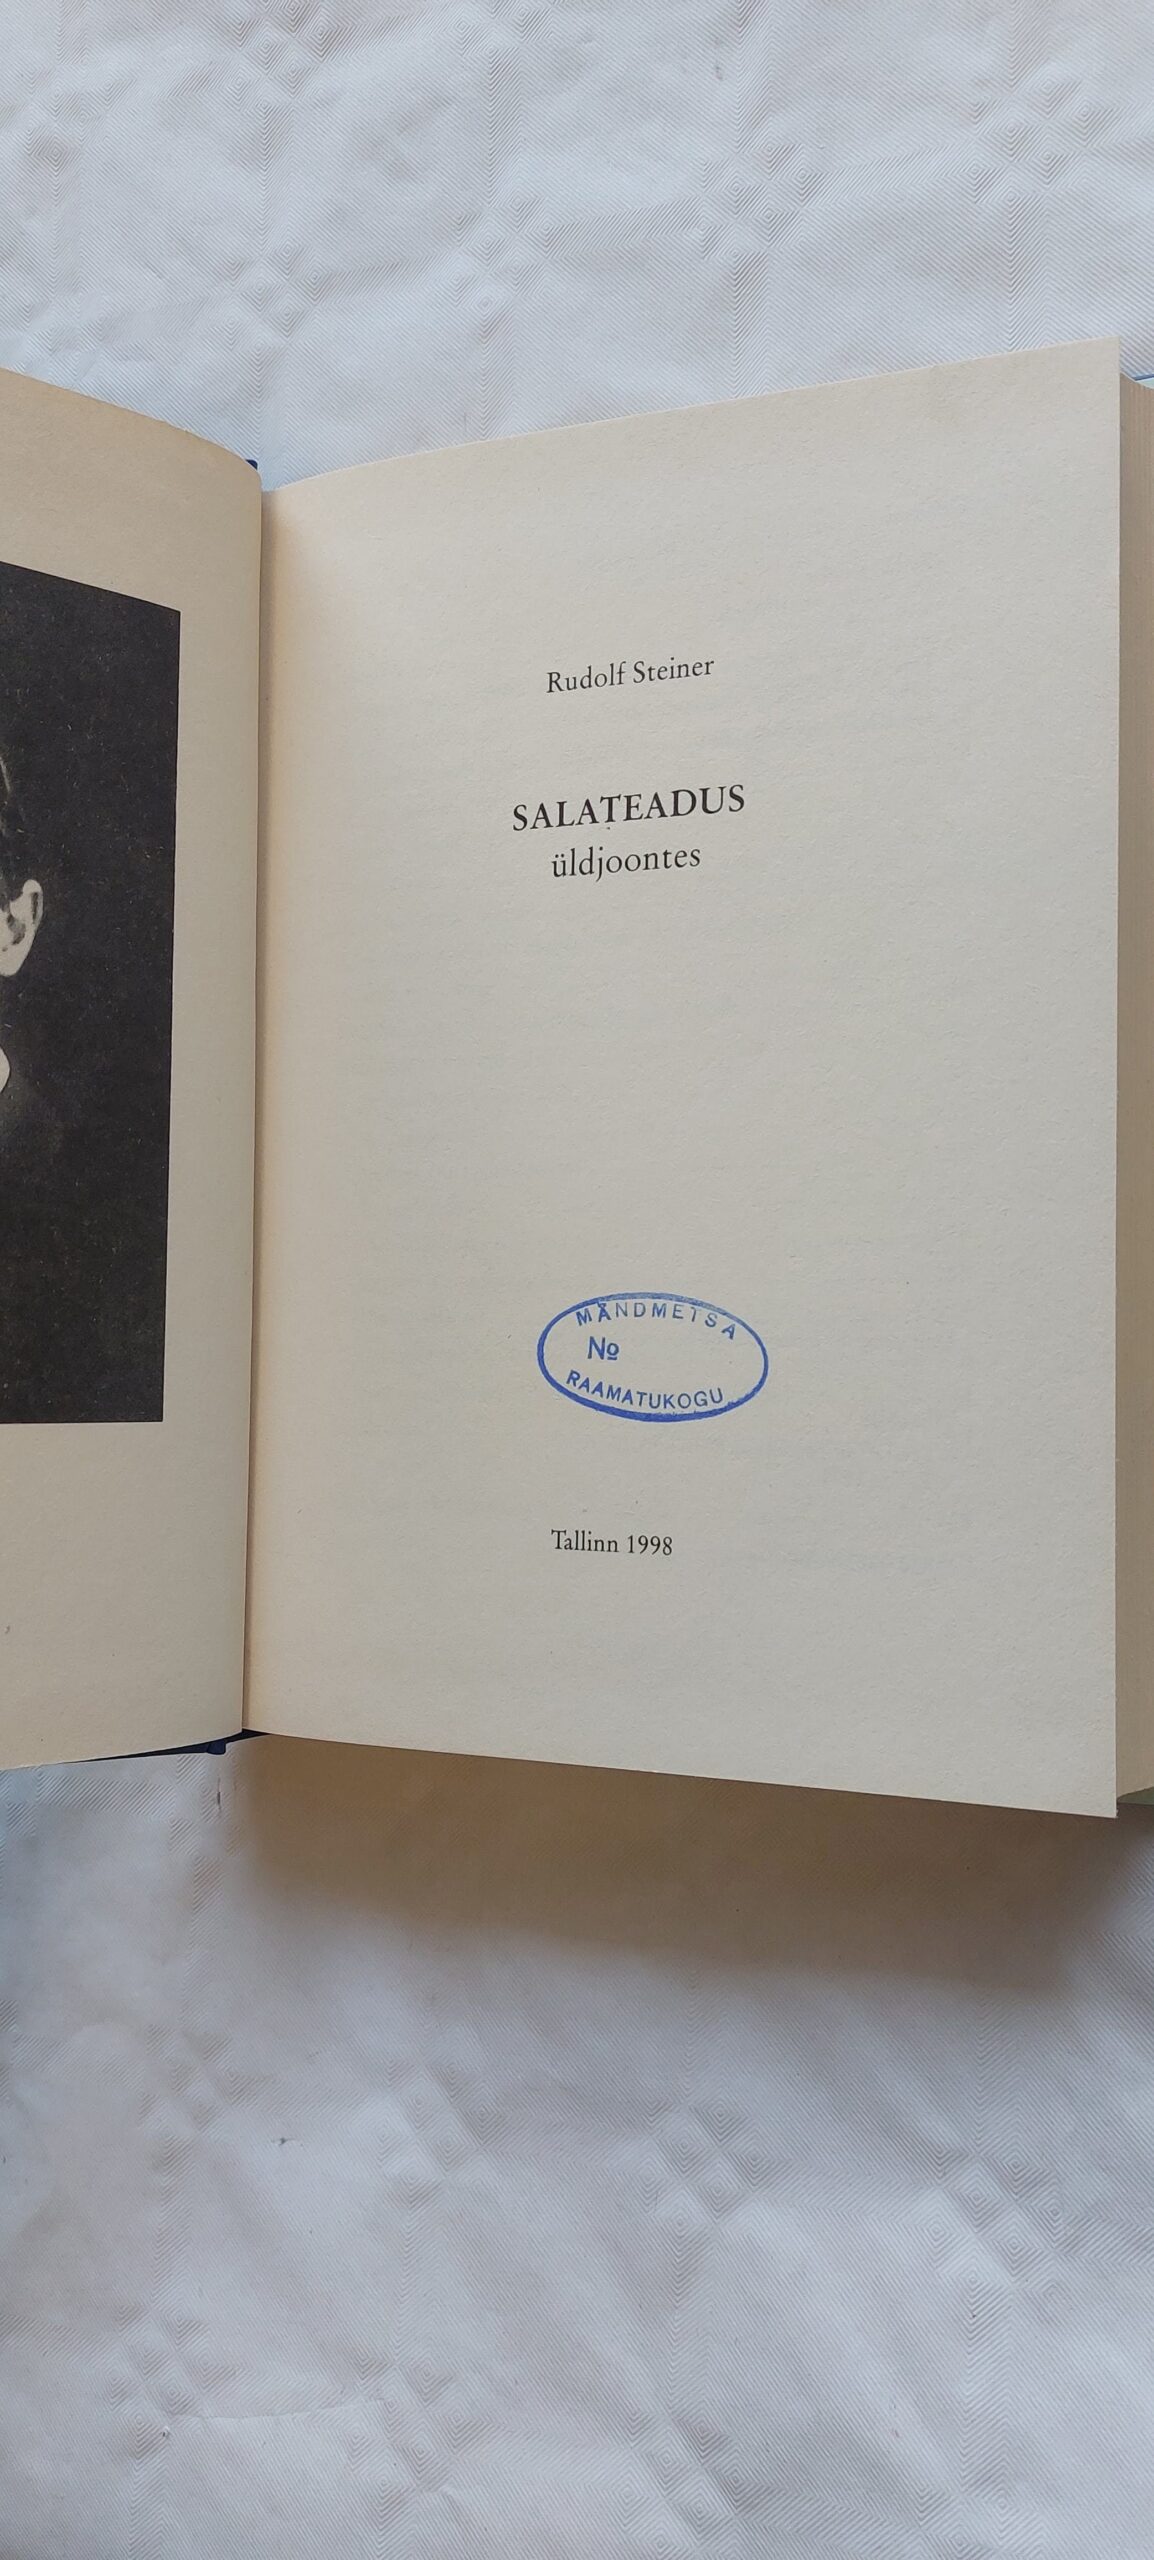 Rudolf Steiner
SALATEADUS
üldjoontes
MÄNDMETSA
No
RAAMATUKOGU
Tallinn 1998